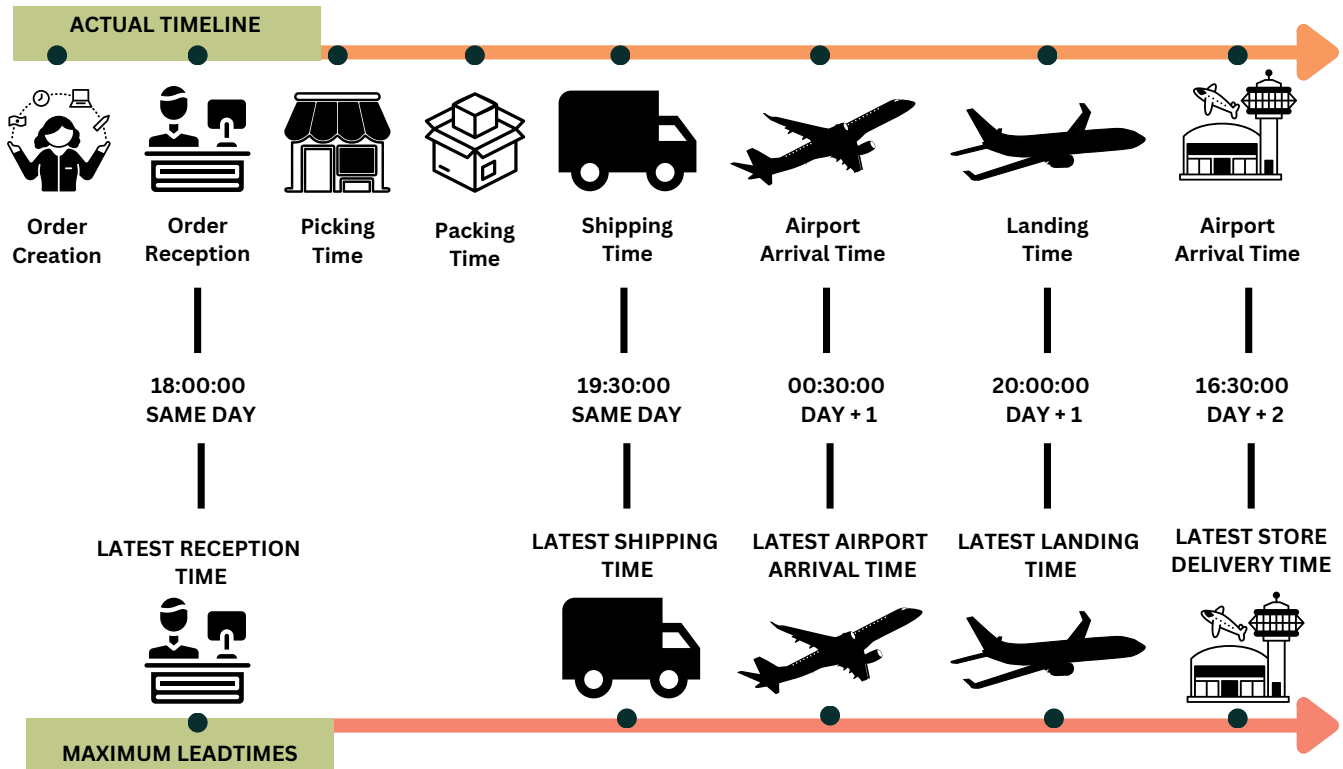 ACTUAL TIMELINE
Order
Creation
Order
Reception
Picking
Time
Packing
Time
Shipping
Time
Airport
Arrival Time
Landing
Time
Airport
Arrival Time
18:00:00
SAME DAY
19:30:00
SAME DAY
00:30:00
DAY + 1
20:00:00
DAY + 1
16:30:00
DAY + 2
LATEST RECEPTION
TIME
LATEST SHIPPING
TIME
LATEST AIRPORT
ARRIVAL TIME
LATEST LANDING
TIME
LATEST STORE
DELIVERY TIME
MAXIMUM LEADTIMES